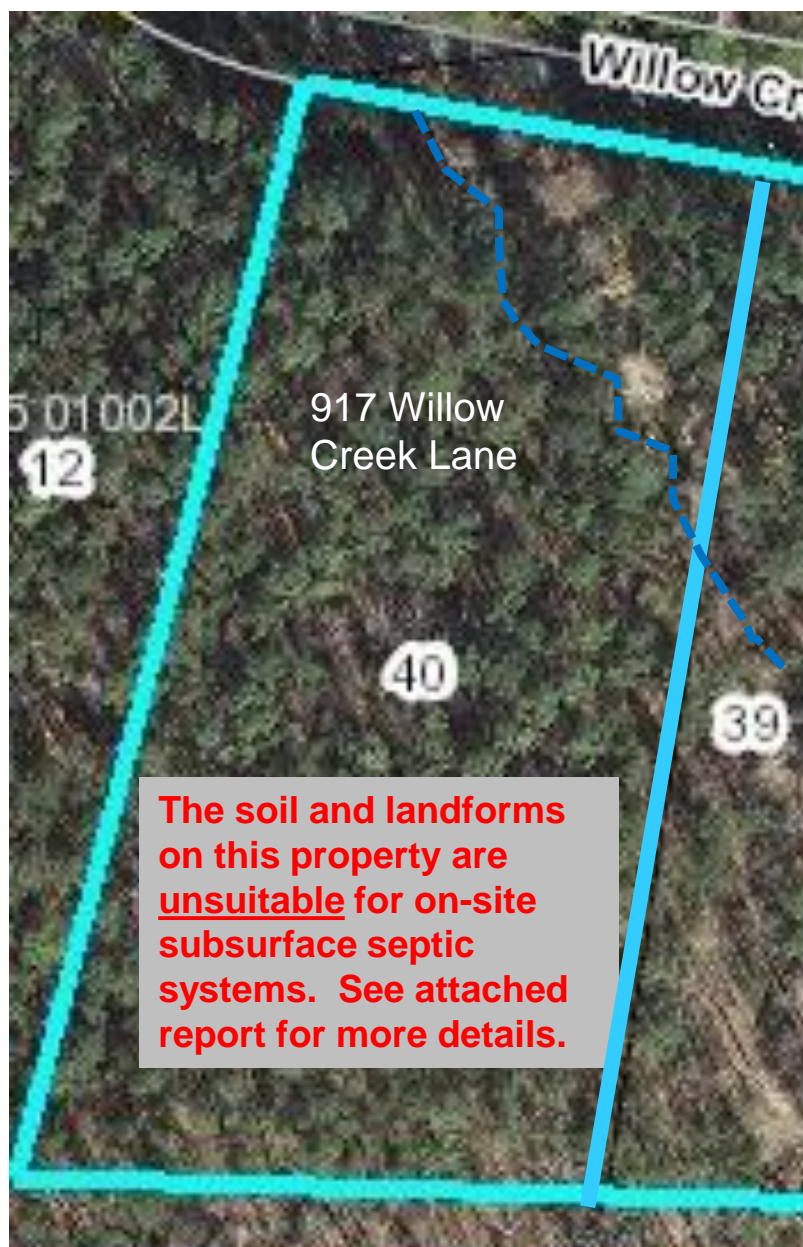 Willow Cr
917 Willow
Creek Lane
5 01002L
12
40
39
The soil and landforms
on this property are
unsuitable for on-site
subsurface septic
systems.  See attached
report for more details.